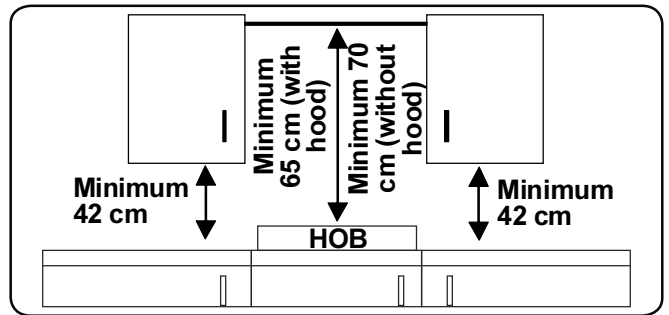 Minimum
65 cm (with
hood)
Minimum 70
cm (without
hood)
Minimum
42 cm
Minimum
42 cm
HOB